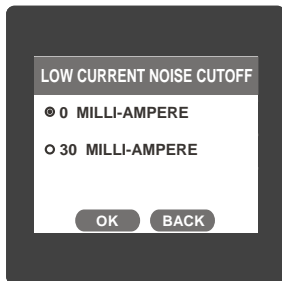 LOW CURRENT NOISE CUTOFF
0 MILLI-AMPERE
30 MILLI-AMPERE
OK BACK